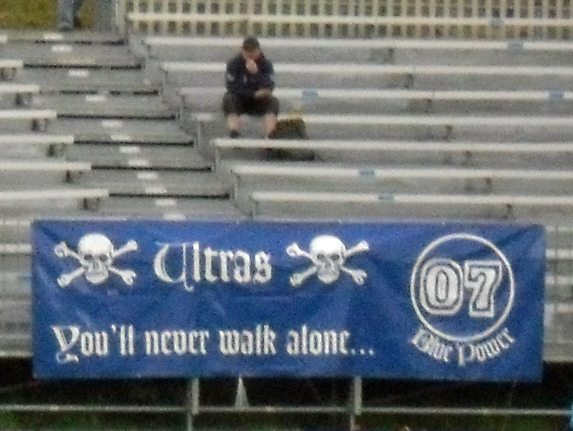 Ultras
You'll never walk alone...
07
Blue Power